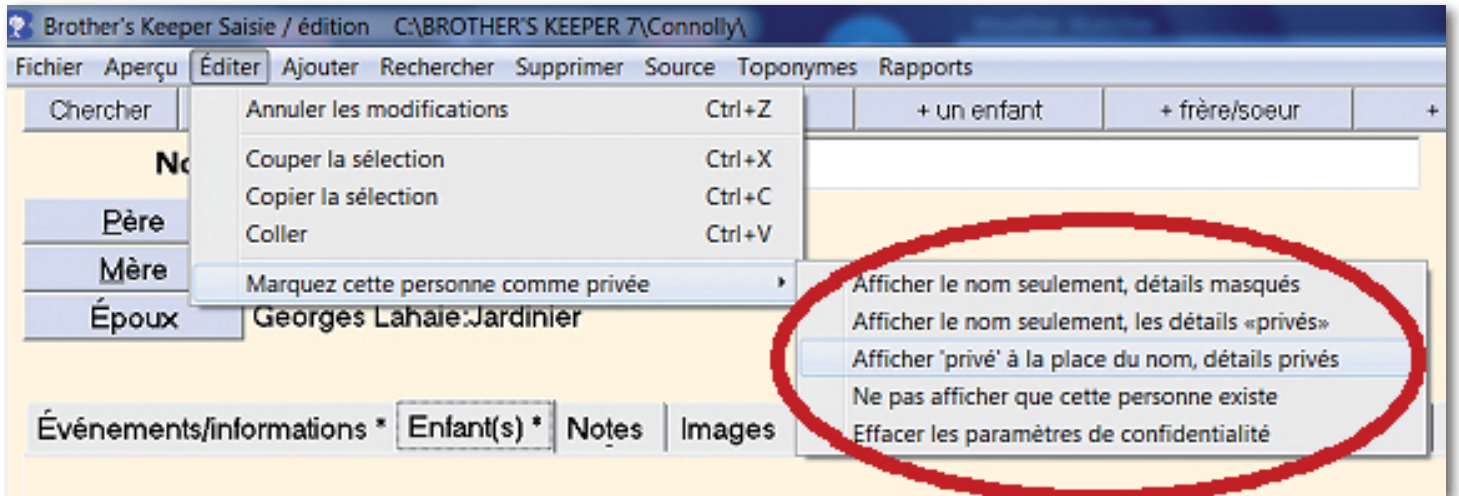 Brother's Keeper Saisie / édition C:\BROTHER'S KEEPER 7\Connolly\
Fichier Aperçu Éditer Ajouter Rechercher Supprimer Source Toponymes Rapports
Chercher + un enfant + frère/soeur +
Annuler les modifications Ctrl+Z
Couper la sélection Ctrl+X
Copier la sélection Ctrl+C
Coller Ctrl+V
Marquez cette personne comme privée
No
Père
Mère
Époux Georges Lahaie:Jardinier
Afficher le nom seulement, détails masqués
Afficher le nom seulement, les détails «privés»
Afficher 'privé' à la place du nom, détails privés
Ne pas afficher que cette personne existe
Effacer les paramètres de confidentialité
Événements/informations * Enfant(s) * Notes Images